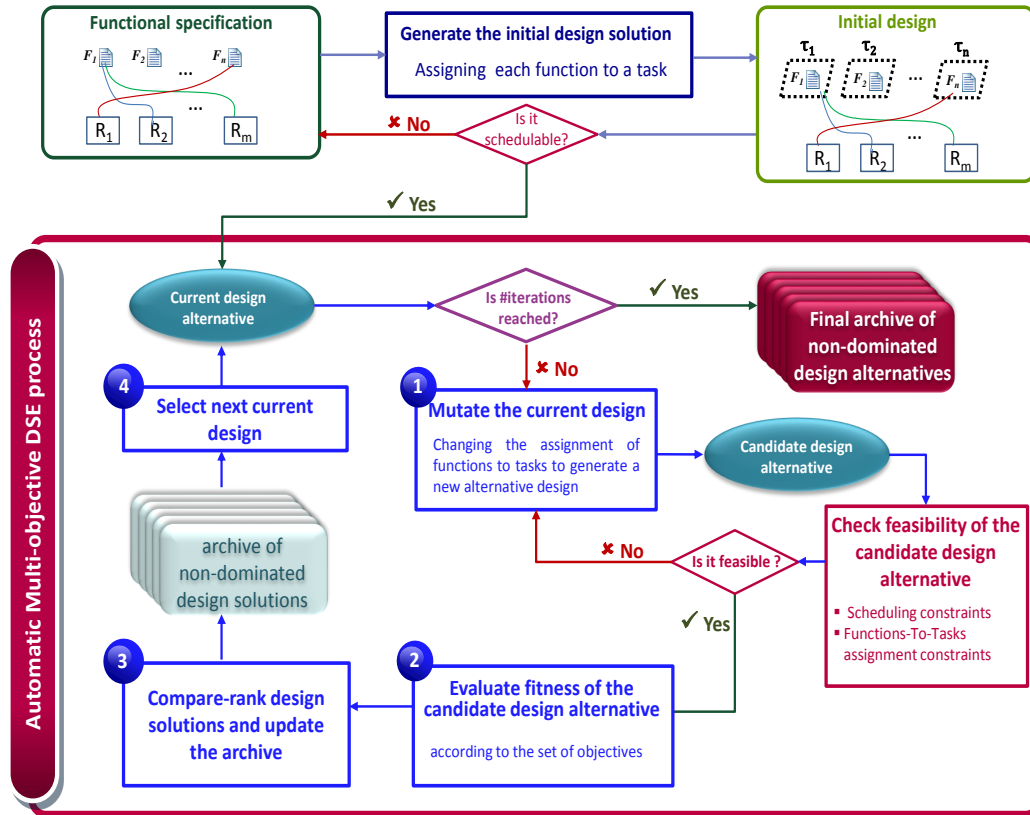 Functional specification
F1 F2 Fn
...
...
R1 R2 Rm
Generate the initial design solution
Assigning each function to a task
Initial design
τ1 τ2 τn
F1 F2 ... Fn
...
R1 R2 Rm
Is it
schedulable?
✘ No
✓ Yes
Automatic Multi-objective DSE process
Current design
alternative
Is #iterations
reached?
✓ Yes
✘ No
Final archive of
non-dominated
design alternatives
4
Select next current
design
1
Mutate the current design
Changing the assignment of
functions to tasks to generate a
new alternative design
Candidate design
alternative
archive of
non-dominated
design solutions
Check feasibility of the
candidate design
alternative
▪ Scheduling constraints
▪ Functions-To-Tasks
assignment constraints
Is it feasible ?
✘ No
✓ Yes
3
Compare-rank design
solutions and update
the archive
2
Evaluate fitness of the
candidate design alternative
according to the set of objectives